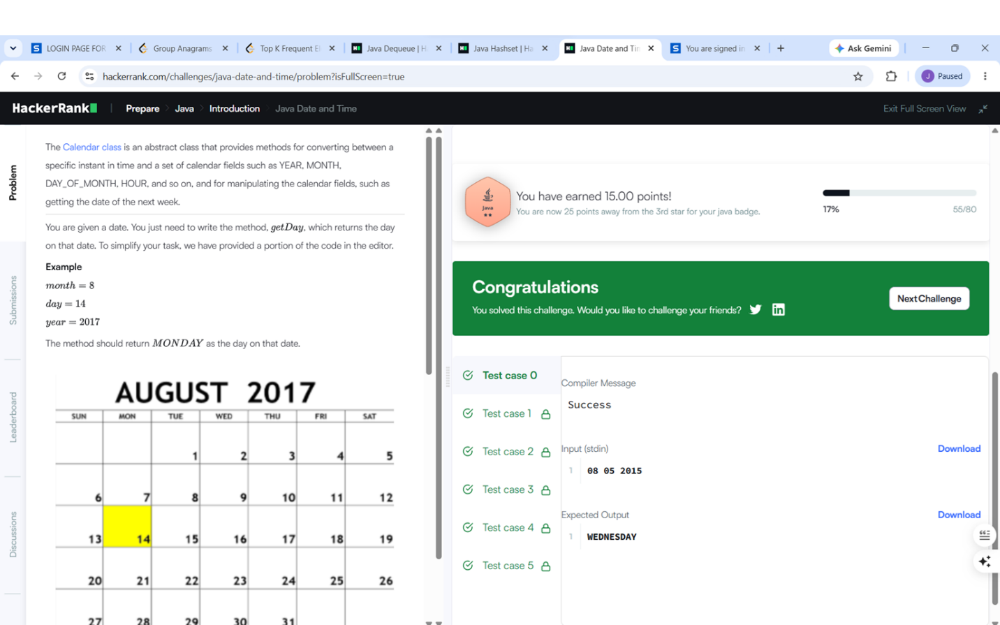 LOGIN PAGE FOR
Group Anagrams
Top K Frequent El
Java Dequeue | H
Java Hashset | Ha
Java Date and Tim
You are signed in
Ask Gemini
hackerrank.com/challenges/java-date-and-time/problem?isFullScreen=true
J Paused
HackerRank
Prepare
Java
Introduction
Java Date and Time
Exit Full Screen View
Problem
Submissions
Leaderboard
Discussions
The Calendar class is an abstract class that provides methods for converting between a
specific instant in time and a set of calendar fields such as YEAR, MONTH,
DAY_OF_MONTH, HOUR, and so on, and for manipulating the calendar fields, such as
getting the date of the next week.
You are given a date. You just need to write the method, getDay, which returns the day
on that date. To simplify your task, we have provided a portion of the code in the editor.
Example
month = 8
day = 14
year = 2017
The method should return MONDAY as the day on that date.
AUGUST 2017
SUN MON TUE WED THU FRI SAT
1 2 3 4 5
6 7 8 9 10 11 12
13 14 15 16 17 18 19
20 21 22 23 24 25 26
27 28 29 30 31
Java
You have earned 15.00 points!
You are now 25 points away from the 3rd star for your java badge.
17%
55/80
Congratulations
You solved this challenge. Would you like to challenge your friends?
Next Challenge
Test case 0
Test case 1
Test case 2
Test case 3
Test case 4
Test case 5
Compiler Message
Success
Input (stdin)
Download
1 08 05 2015
Expected Output
Download
1 WEDNESDAY